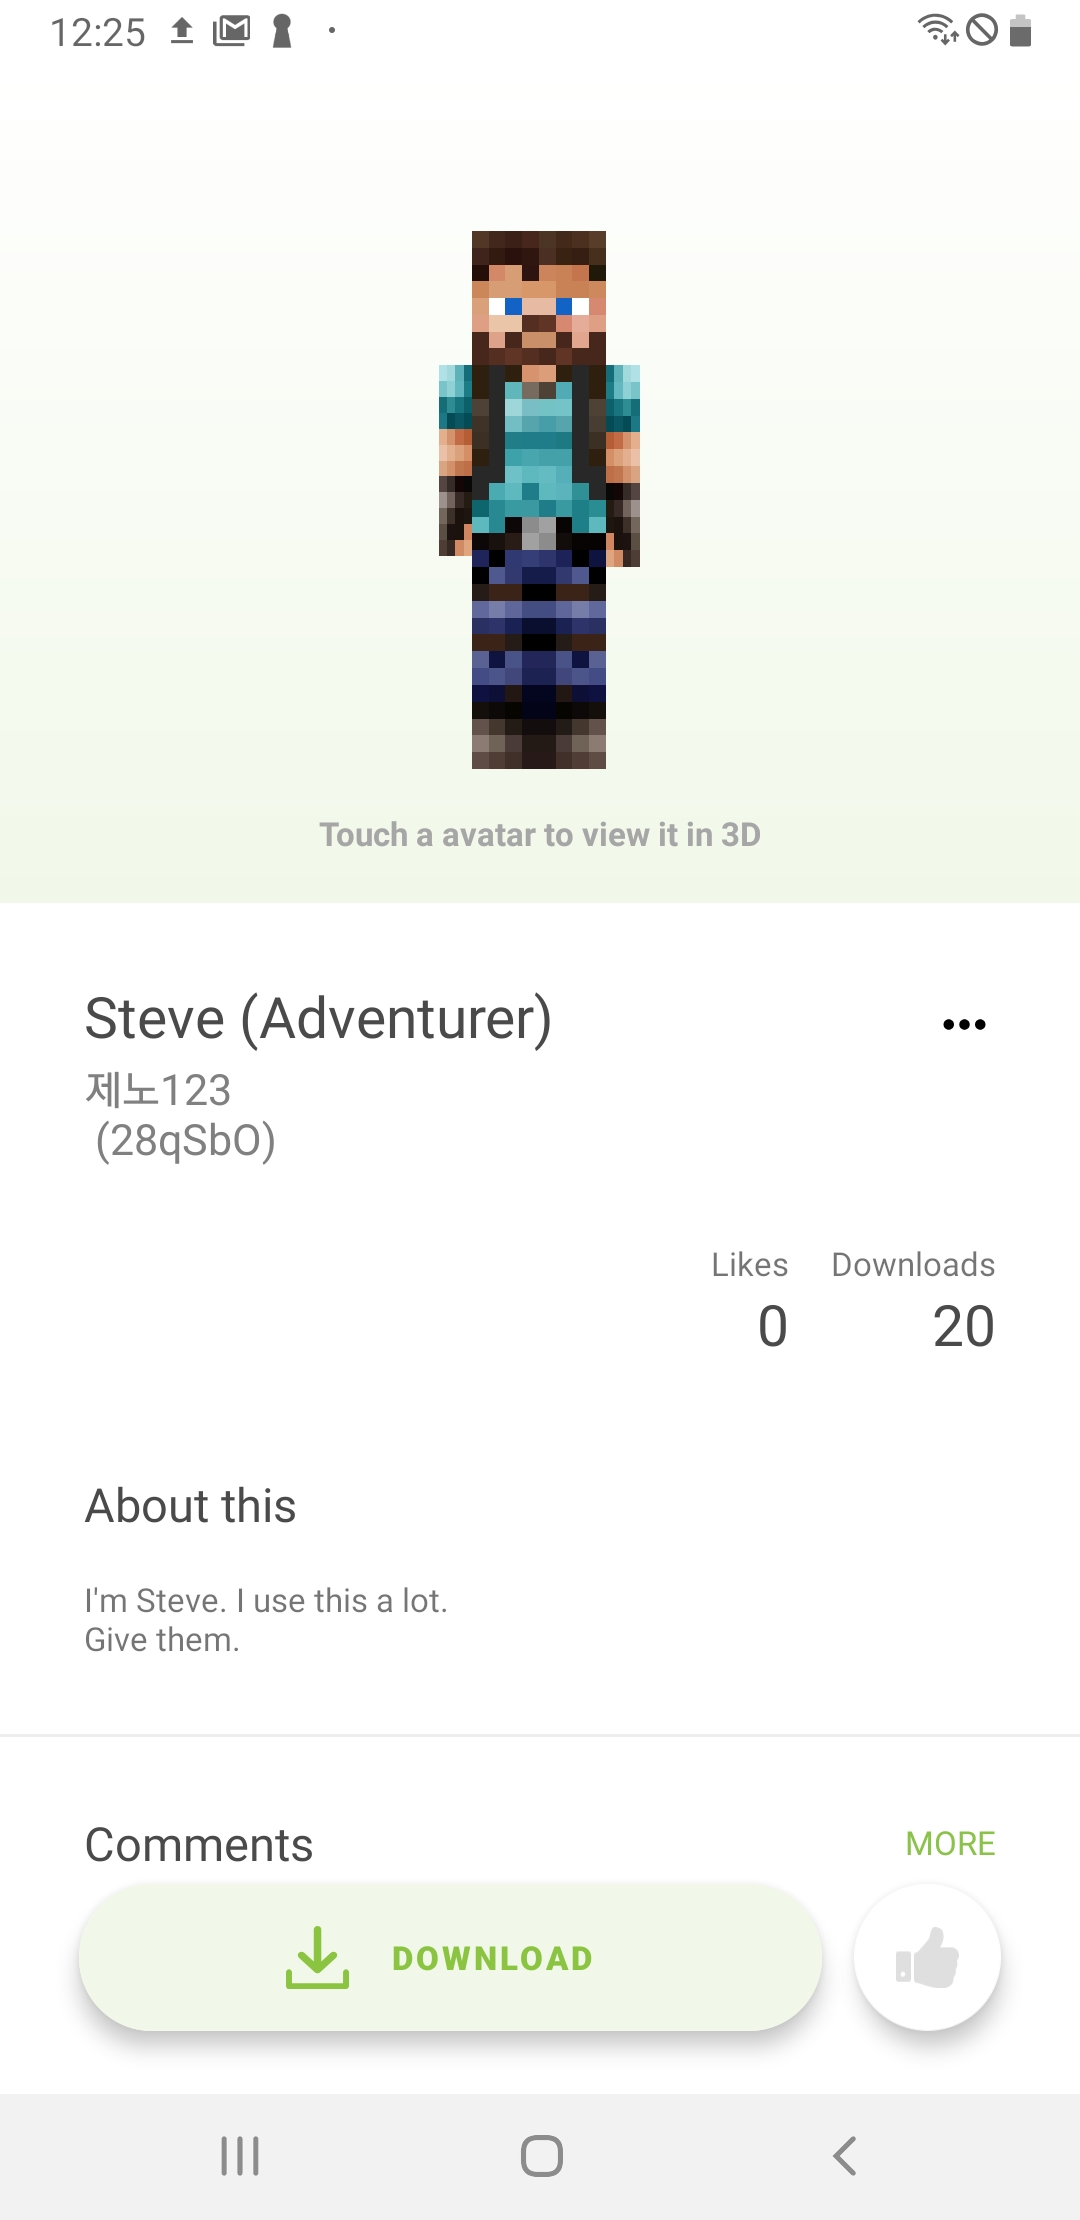 12:25
Touch a avatar to view it in 3D
Steve (Adventurer)
제노123
(28qSbO)
Likes Downloads
0 20
About this
I'm Steve. I use this a lot.
Give them.
Comments MORE
DOWNLOAD